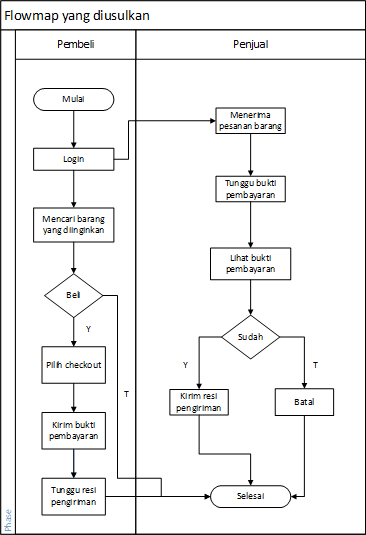 Flowmap yang diusulkan
Pembeli
Penjual
Mulai
Login
Mencari barang
yang diinginkan
Beli
Y
T
Pilih checkout
Kirim bukti
pembayaran
Tunggu resi
pengiriman
Menerima
pesanan barang
Tunggu bukti
pembayaran
Lihat bukti
pembayaran
Sudah
Y
T
Kirim resi
pengiriman
Batal
Selesai
Phase